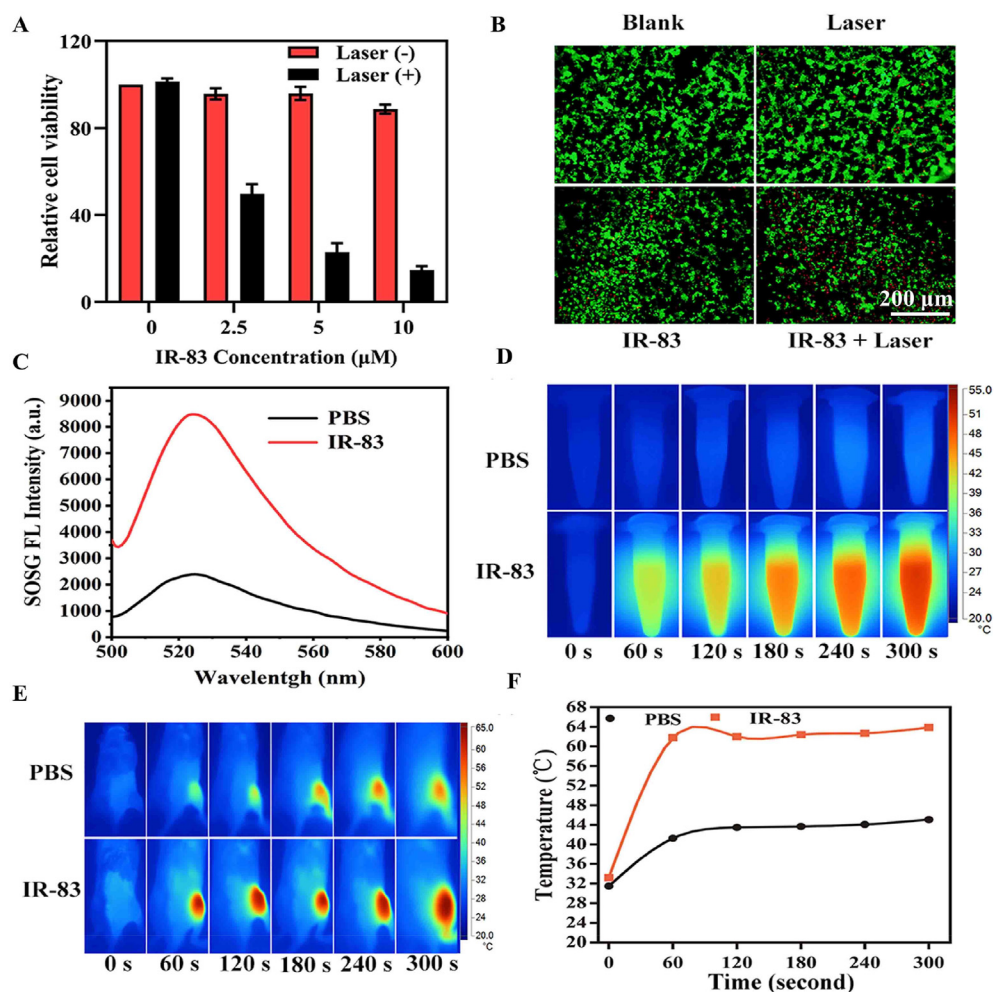 A
120
80
40
0
Relative cell viability
Laser (-)
Laser (+)
0 2.5 5 10
IR-83 Concentration (μM)
B
Blank Laser
200 μm
IR-83 IR-83 + Laser
C
9000
8000
7000
6000
5000
4000
3000
2000
1000
0
SOSG FL Intensity (a.u.)
PBS
IR-83
500 520 540 560 580 600
Wavelentgh (nm)
D
PBS
IR-83
0 s 60 s 120 s 180 s 240 s 300 s
55.0
51
48
45
42
39
36
33
30
27
24
20.0
°C
E
PBS
IR-83
0 s 60 s 120 s 180 s 240 s 300 s
65.0
60
56
52
48
44
40
36
32
28
24
20.0
°C
F
PBS IR-83
68
64
60
56
52
48
44
40
36
32
28
24
20
Temperature (℃)
0 60 120 180 240 300
Time (second)